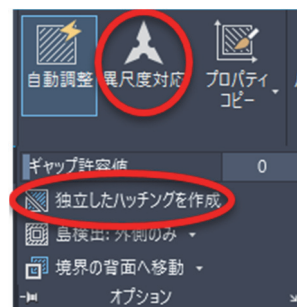 自動調整 異尺度対応 プロパティ
コピー
ギャップ許容値 0
独立したハッチングを作成
島検出: 外側のみ
境界の背面へ移動
オプション